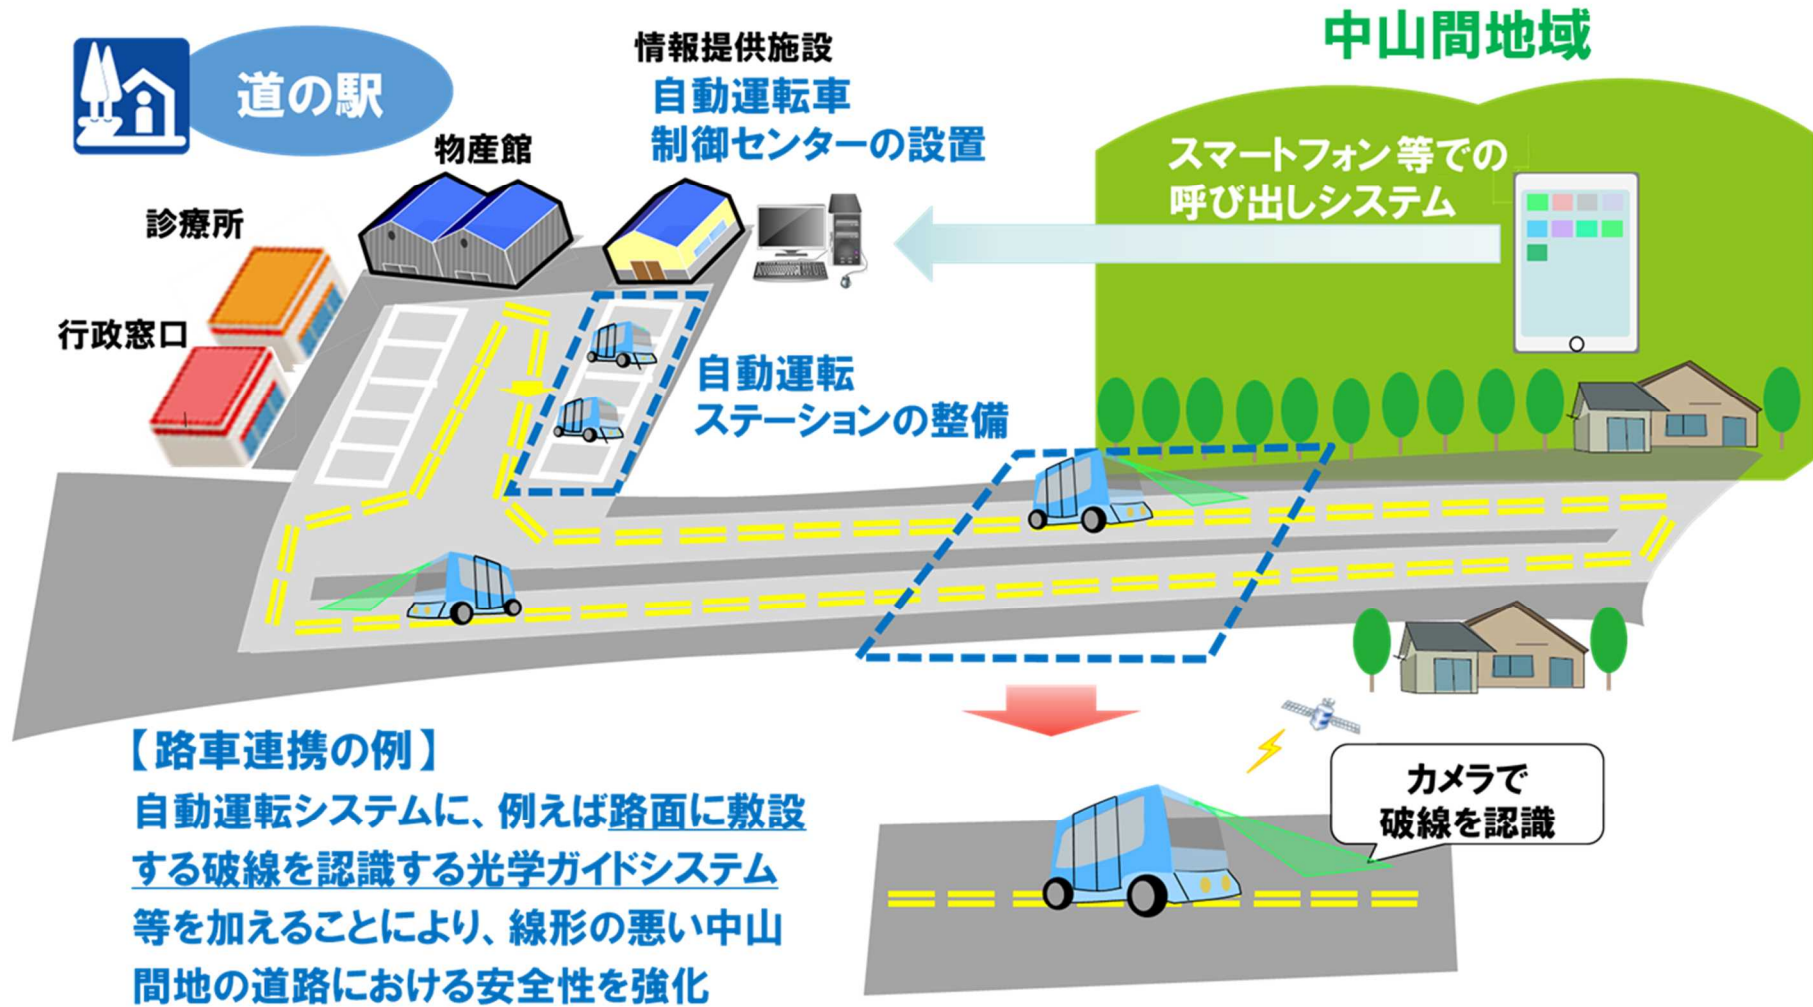 道の駅
情報提供施設
自動運転車
制御センターの設置
物産館
診療所
行政窓口
中山間地域
スマートフォン等での
呼び出しシステム
自動運転
ステーションの整備
【路車連携の例】
自動運転システムに、例えば路面に敷設
する破線を認識する光学ガイドシステム
等を加えることにより、線形の悪い中山
間地の道路における安全性を強化
カメラで
破線を認識